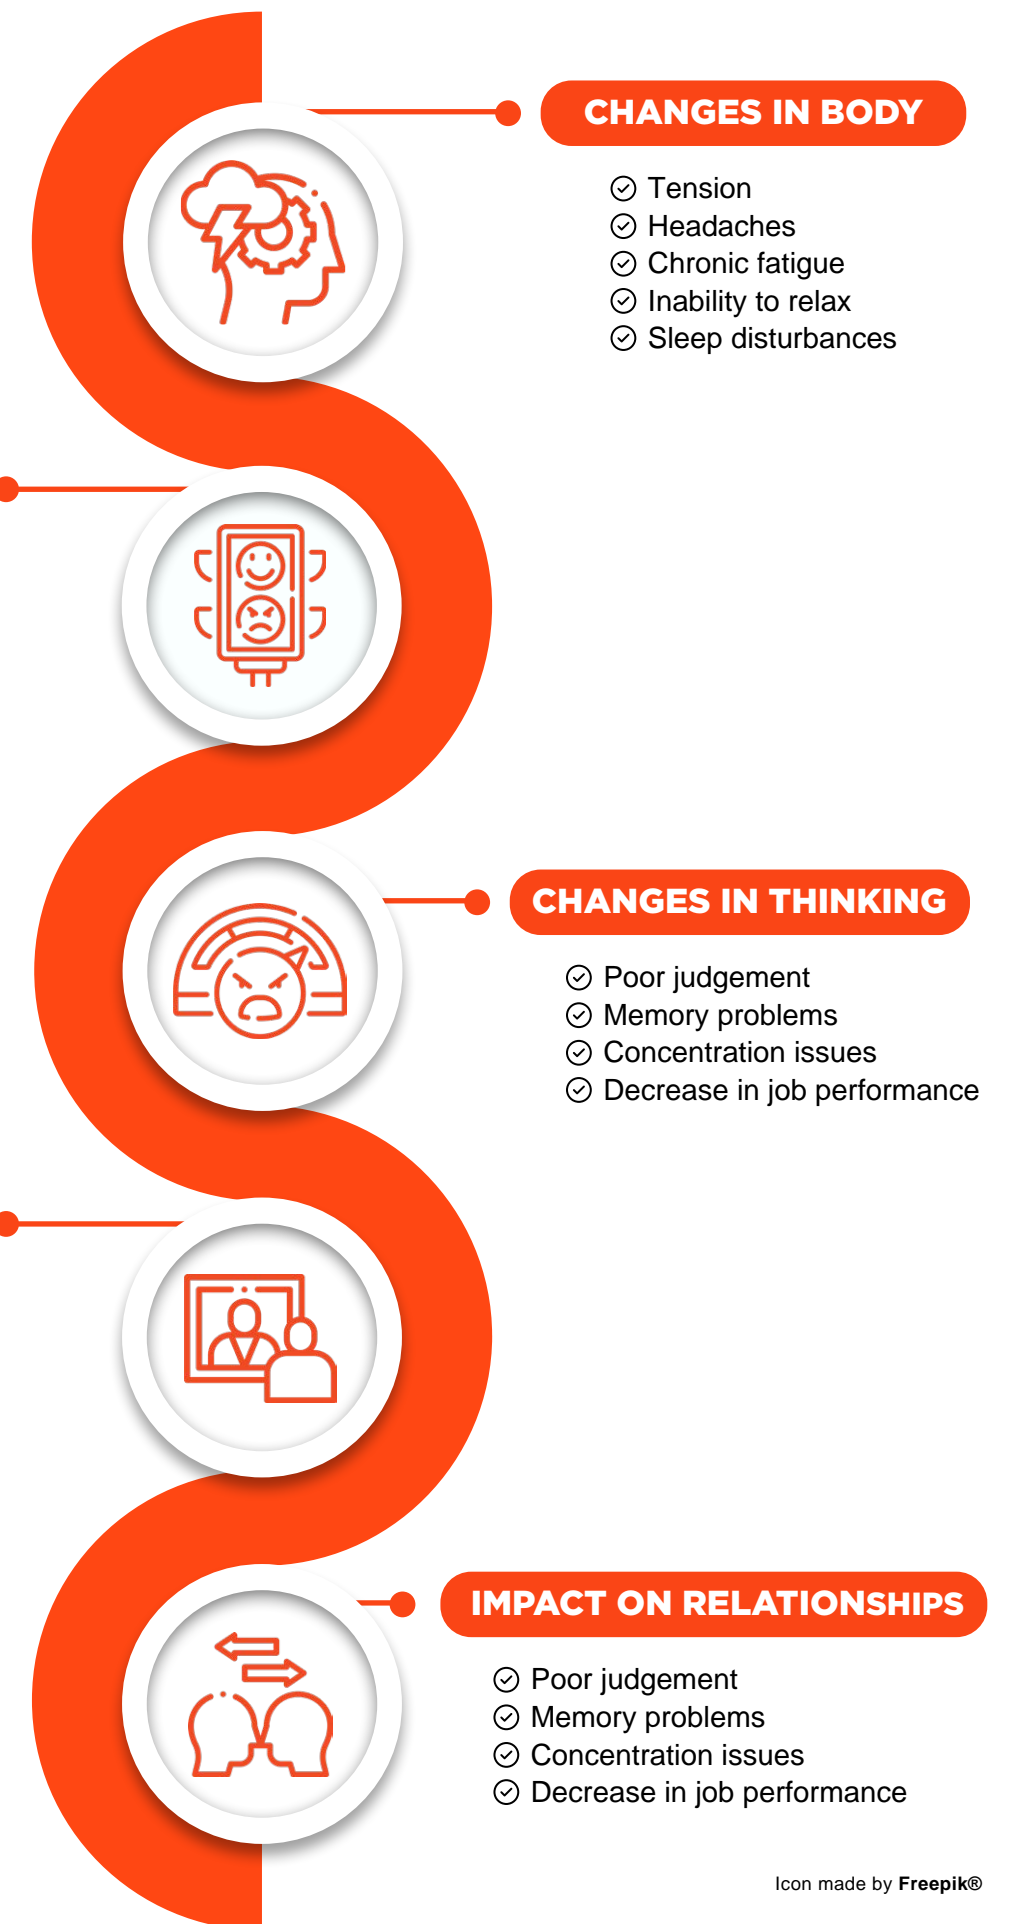 CHANGES IN BODY
Tension
Headaches
Chronic fatigue
Inability to relax
Sleep disturbances
CHANGES IN THINKING
Poor judgement
Memory problems
Concentration issues
Decrease in job performance
IMPACT ON RELATIONSHIPS
Poor judgement
Memory problems
Concentration issues
Decrease in job performance
Icon made by Freepik®